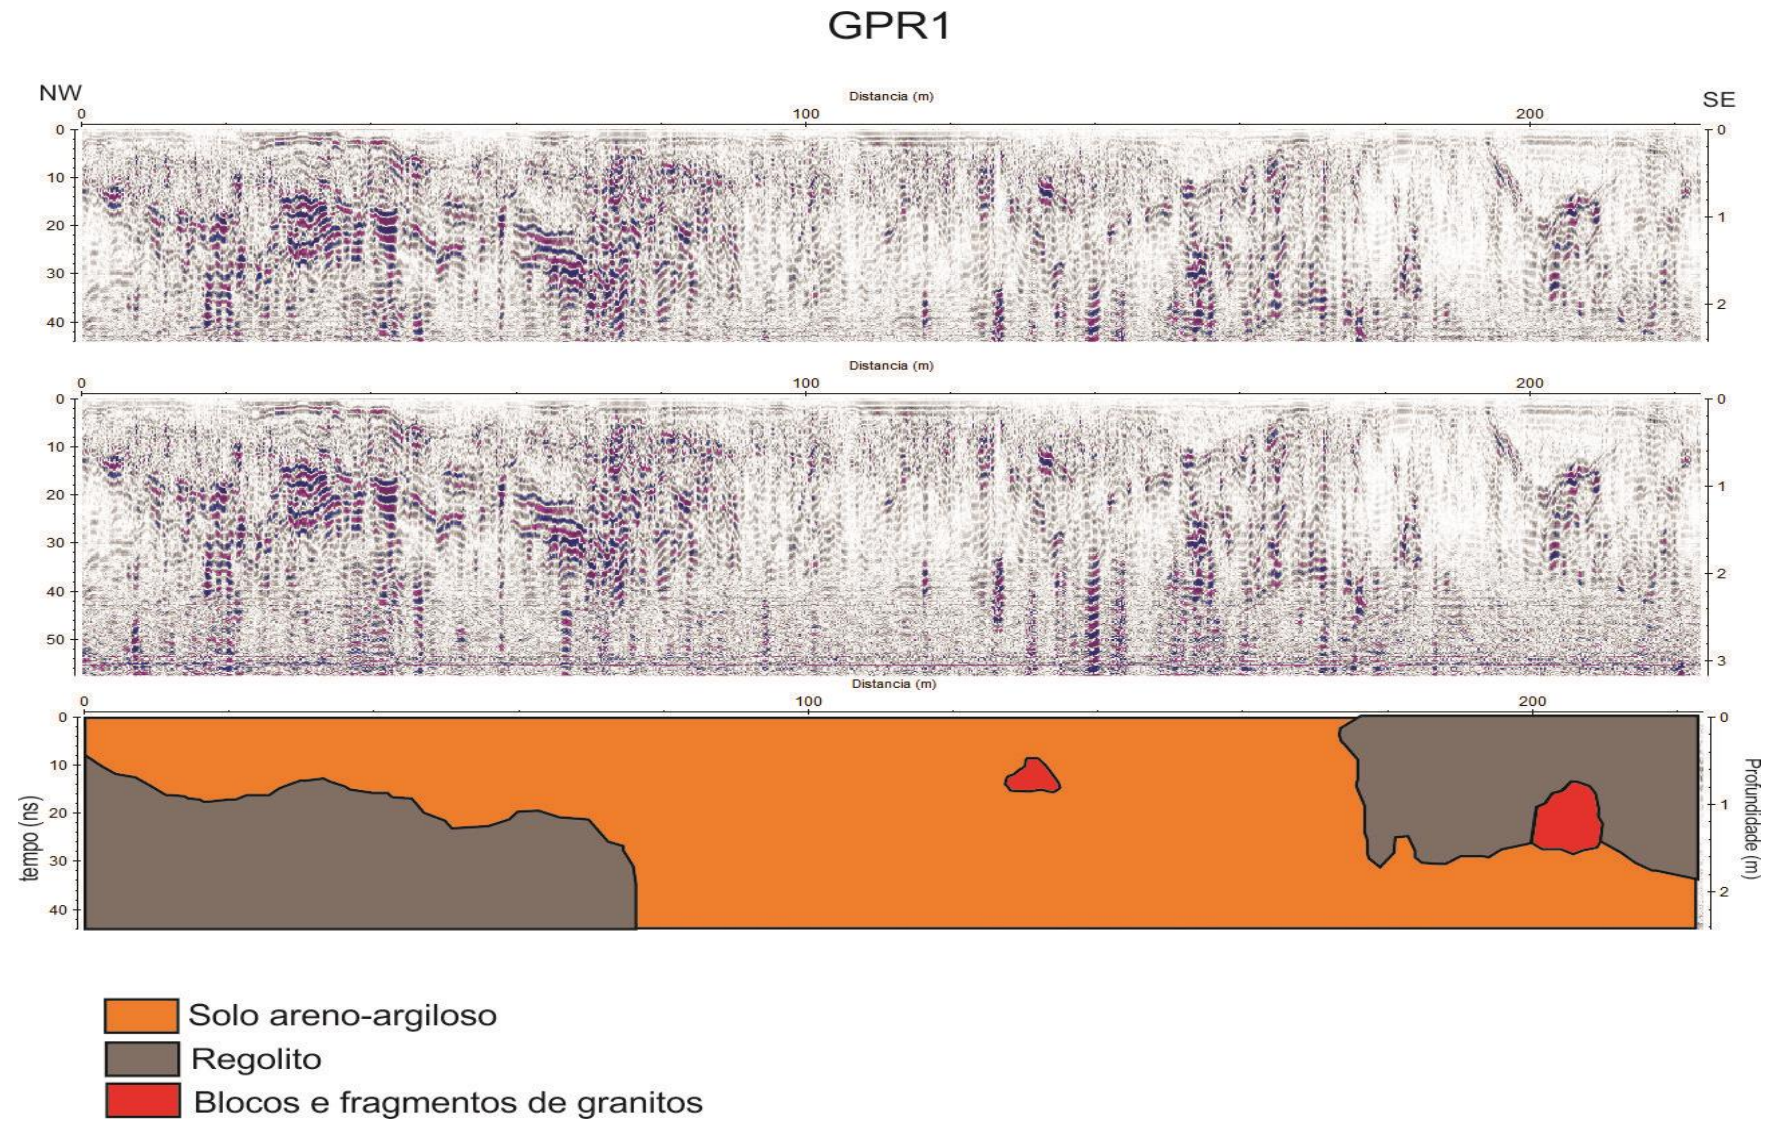 GPR1
NW
Distancia (m)
SE
0 100 200
0 0
10
20 1
30
40 2
Distancia (m)
0 100 200
0 0
10
20 1
30
40 2
50
3
Distancia (m)
0 100 200
0 0
10
20 1
30
40 2
tempo (ns)
Profundidade (m)
Solo areno-argiloso
Regolito
Blocos e fragmentos de granitos